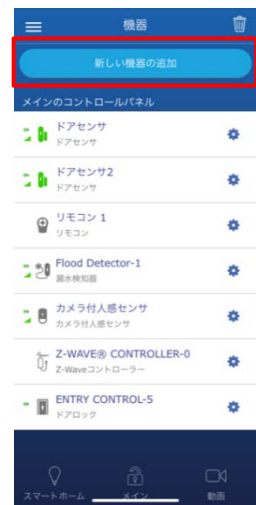 機器
新しい機器の追加
メインのコントロールパネル
ドアセンサ
ドアセンサ
ドアセンサ2
ドアセンサ
リモコン 1
リモコン
Flood Detector-1
漏水検知器
カメラ付人感センサ
カメラ付人感センサ
Z-WAVE® CONTROLLER-0
Z-Waveコントローラー
ENTRY CONTROL-5
ドアロック
スマートホーム メイン 動画